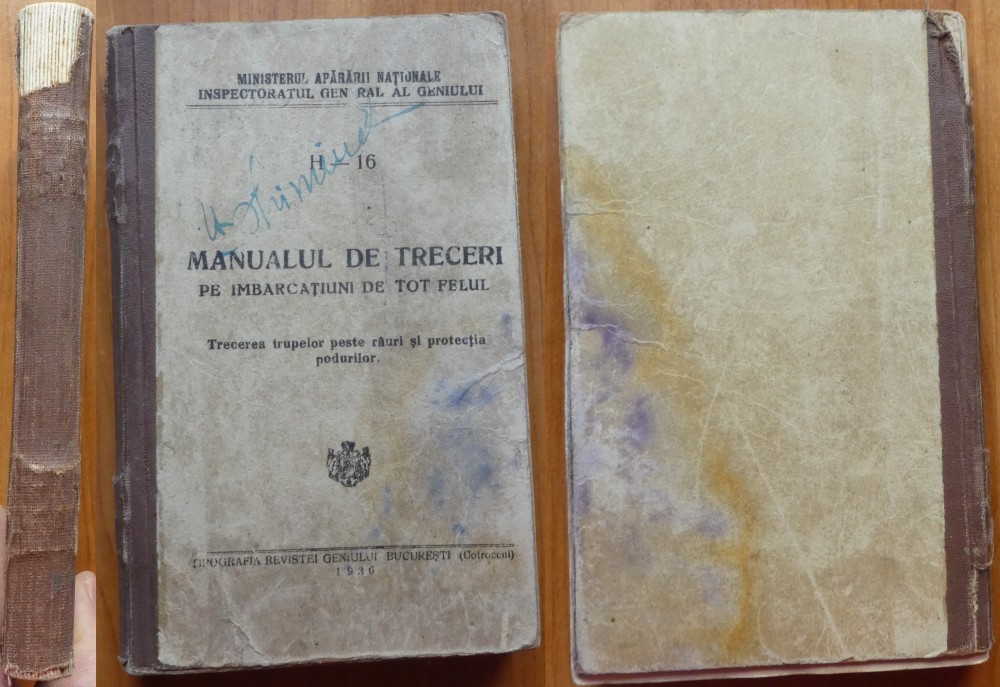 MINISTERUL APĂRĂRII NAȚIONALE
INSPECTORATUL GEN RAL AL GENIULUI
H — 16
MANUALUL DE TRECERI
PE IMBARCAȚIUNI DE TOT FELUL
Trecerea trupelor peste râuri și protecția
podurilor.
TIPOGRAFIA REVISTEI GENIULUI BUCUREȘTI (Cotroceni)
1936